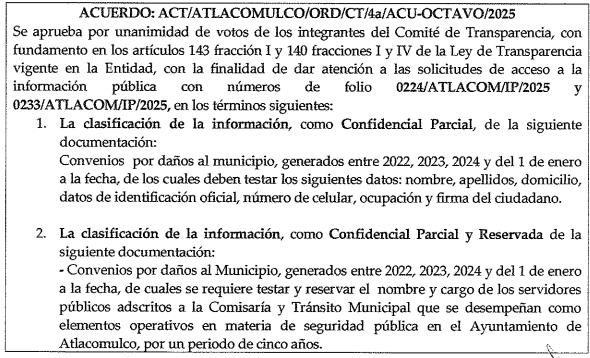 ACUERDO: ACT/ATLACOMULCO/ORD/CT/4a/ACU-OCTAVO/2025
Se aprueba por unanimidad de votos de los integrantes del Comité de Transparencia, con
fundamento en los artículos 143 fracción I y 140 fracciones I y IV de la Ley de Transparencia
vigente en la Entidad, con la finalidad de dar atención a las solicitudes de acceso a la
información pública con números de folio 0224/ATLACOM/IP/2025 y
0233/ATLACOM/IP/2025, en los términos siguientes:
1. La clasificación de la información, como Confidencial Parcial, de la siguiente
documentación:
Convenios por daños al municipio, generados entre 2022, 2023, 2024 y del 1 de enero
a la fecha, de los cuales deben testar los siguientes datos: nombre, apellidos, domicilio,
datos de identificación oficial, número de celular, ocupación y firma del ciudadano.
2. La clasificación de la información, como Confidencial Parcial y Reservada de la
siguiente documentación:
- Convenios por daños al Municipio, generados entre 2022, 2023, 2024 y del 1 de enero
a la fecha, de cuales se requiere testar y reservar el nombre y cargo de los servidores
públicos adscritos a la Comisaría y Tránsito Municipal que se desempeñan como
elementos operativos en materia de seguridad pública en el Ayuntamiento de
Atlacomulco, por un periodo de cinco años.